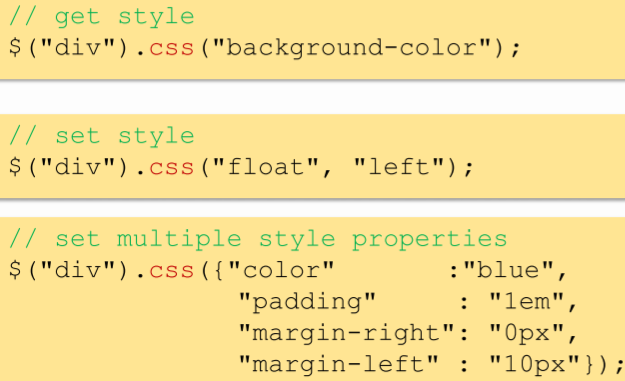 // get style
$("div").css("background-color");
// set style
$("div").css("float", "left");
// set multiple style properties
$("div").css({"color" :"blue",
"padding" : "1em",
"margin-right": "0px",
"margin-left" : "10px"});